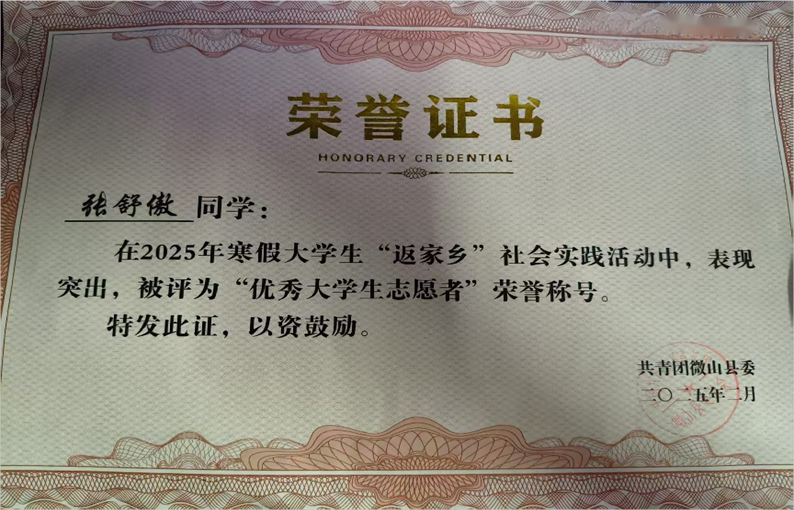 荣誉证书
HONORARY CREDENTIAL
张舒傲 同学：
在2025年寒假大学生“返家乡”社会实践活动中，表现
突出，被评为“优秀大学生志愿者”荣誉称号。
特发此证，以资鼓励。
共青团微山县委
二〇二五年二月